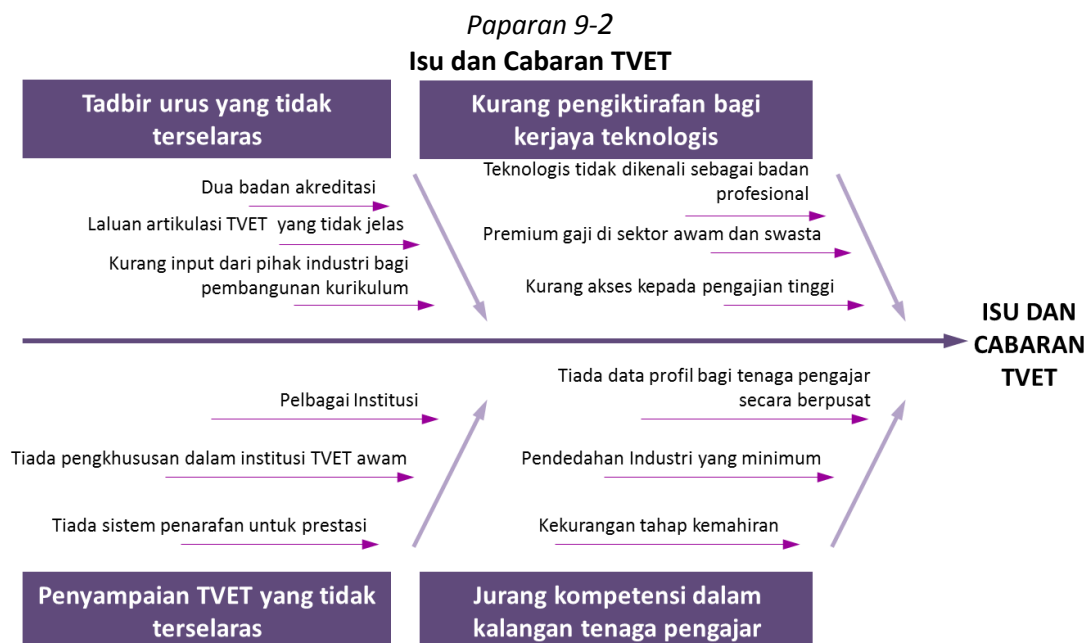 Paparan 9-2
Isu dan Cabaran TVET
Tadbir urus yang tidak
terselaras
Kurang pengiktirafan bagi
kerjaya teknologis
Dua badan akreditasi
Laluan artikulasi TVET yang tidak jelas
Kurang input dari pihak industri bagi
pembangunan kurikulum
Teknologis tidak dikenali sebagai badan
profesional
Premium gaji di sektor awam dan swasta
Kurang akses kepada pengajian tinggi
ISU DAN
CABARAN
TVET
Pelbagai Institusi
Tiada pengkhususan dalam institusi TVET awam
Tiada sistem penarafan untuk prestasi
Tiada data profil bagi tenaga pengajar
secara berpusat
Pendedahan Industri yang minimum
Kekurangan tahap kemahiran
Penyampaian TVET yang tidak
terselaras
Jurang kompetensi dalam
kalangan tenaga pengajar